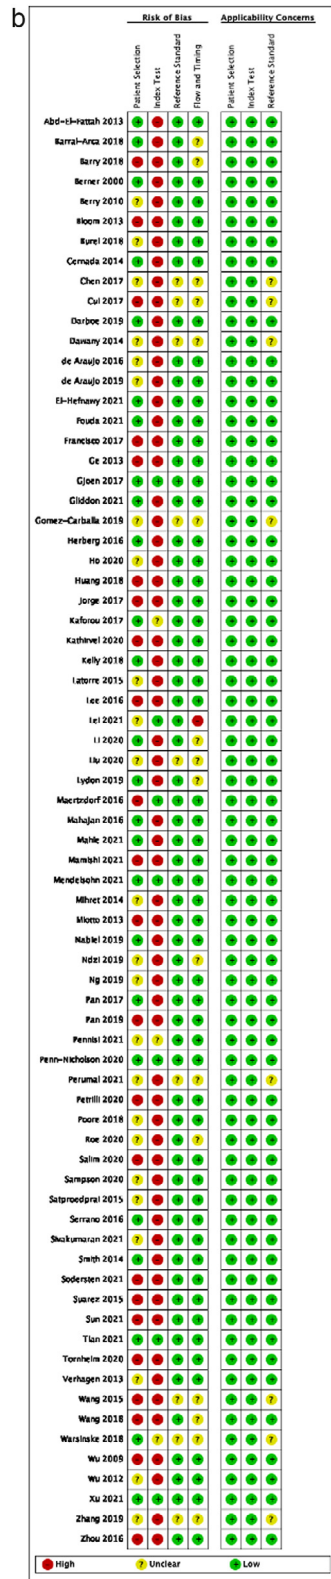 b
Risk of Bias
Applicability Concerns
Patient Selection
Index Test
Reference Standard
Flow and Timing
Patient Selection
Index Test
Reference Standard
Abd-El-Fattah 2013
Barral-Arca 2018
Barry 2018
Berner 2000
Berry 2010
Bloom 2013
Burel 2018
Cernada 2014
Chen 2017
Cui 2017
Darboe 2019
Dawany 2014
de Araujo 2016
de Araujo 2019
El-Hefnawy 2021
Fouda 2021
Francisco 2017
Ge 2013
Gjoen 2017
Gliddon 2021
Gomez-Carballa 2019
Herberg 2016
Ho 2020
Huang 2018
Jorge 2017
Kaforou 2017
Kathirvel 2020
Kelly 2018
Latorre 2015
Lee 2016
Lei 2021
Li 2020
Liu 2020
Lydon 2019
Maertzdorf 2016
Mahajan 2016
Mahle 2021
Mamishi 2021
Mendelsohn 2021
Mihret 2014
Miotto 2013
Nabiel 2019
Ndzi 2019
Ng 2019
Pan 2017
Pan 2019
Pennisi 2021
Penn-Nicholson 2020
Perumal 2021
Petrilli 2020
Poore 2018
Roe 2020
Salim 2020
Sampson 2020
Satproedprai 2015
Serrano 2016
Sivakumaran 2021
Smith 2014
Sodersten 2021
Suarez 2015
Sun 2021
Tian 2021
Tornheim 2020
Verhagen 2013
Wang 2015
Wang 2018
Warsinske 2018
Wu 2009
Wu 2012
Xu 2021
Zhang 2019
Zhou 2016
High
Unclear
Low